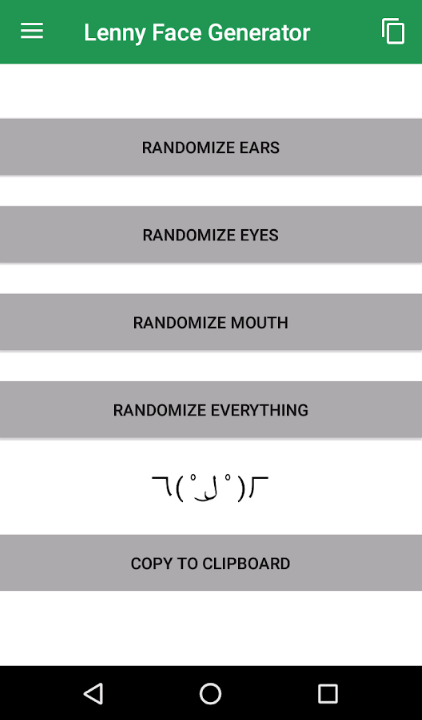 Lenny Face Generator
RANDOMIZE EARS
RANDOMIZE EYES
RANDOMIZE MOUTH
RANDOMIZE EVERYTHING
ㄟ( ͡° ͜ʖ ͡°)ㄏ
COPY TO CLIPBOARD